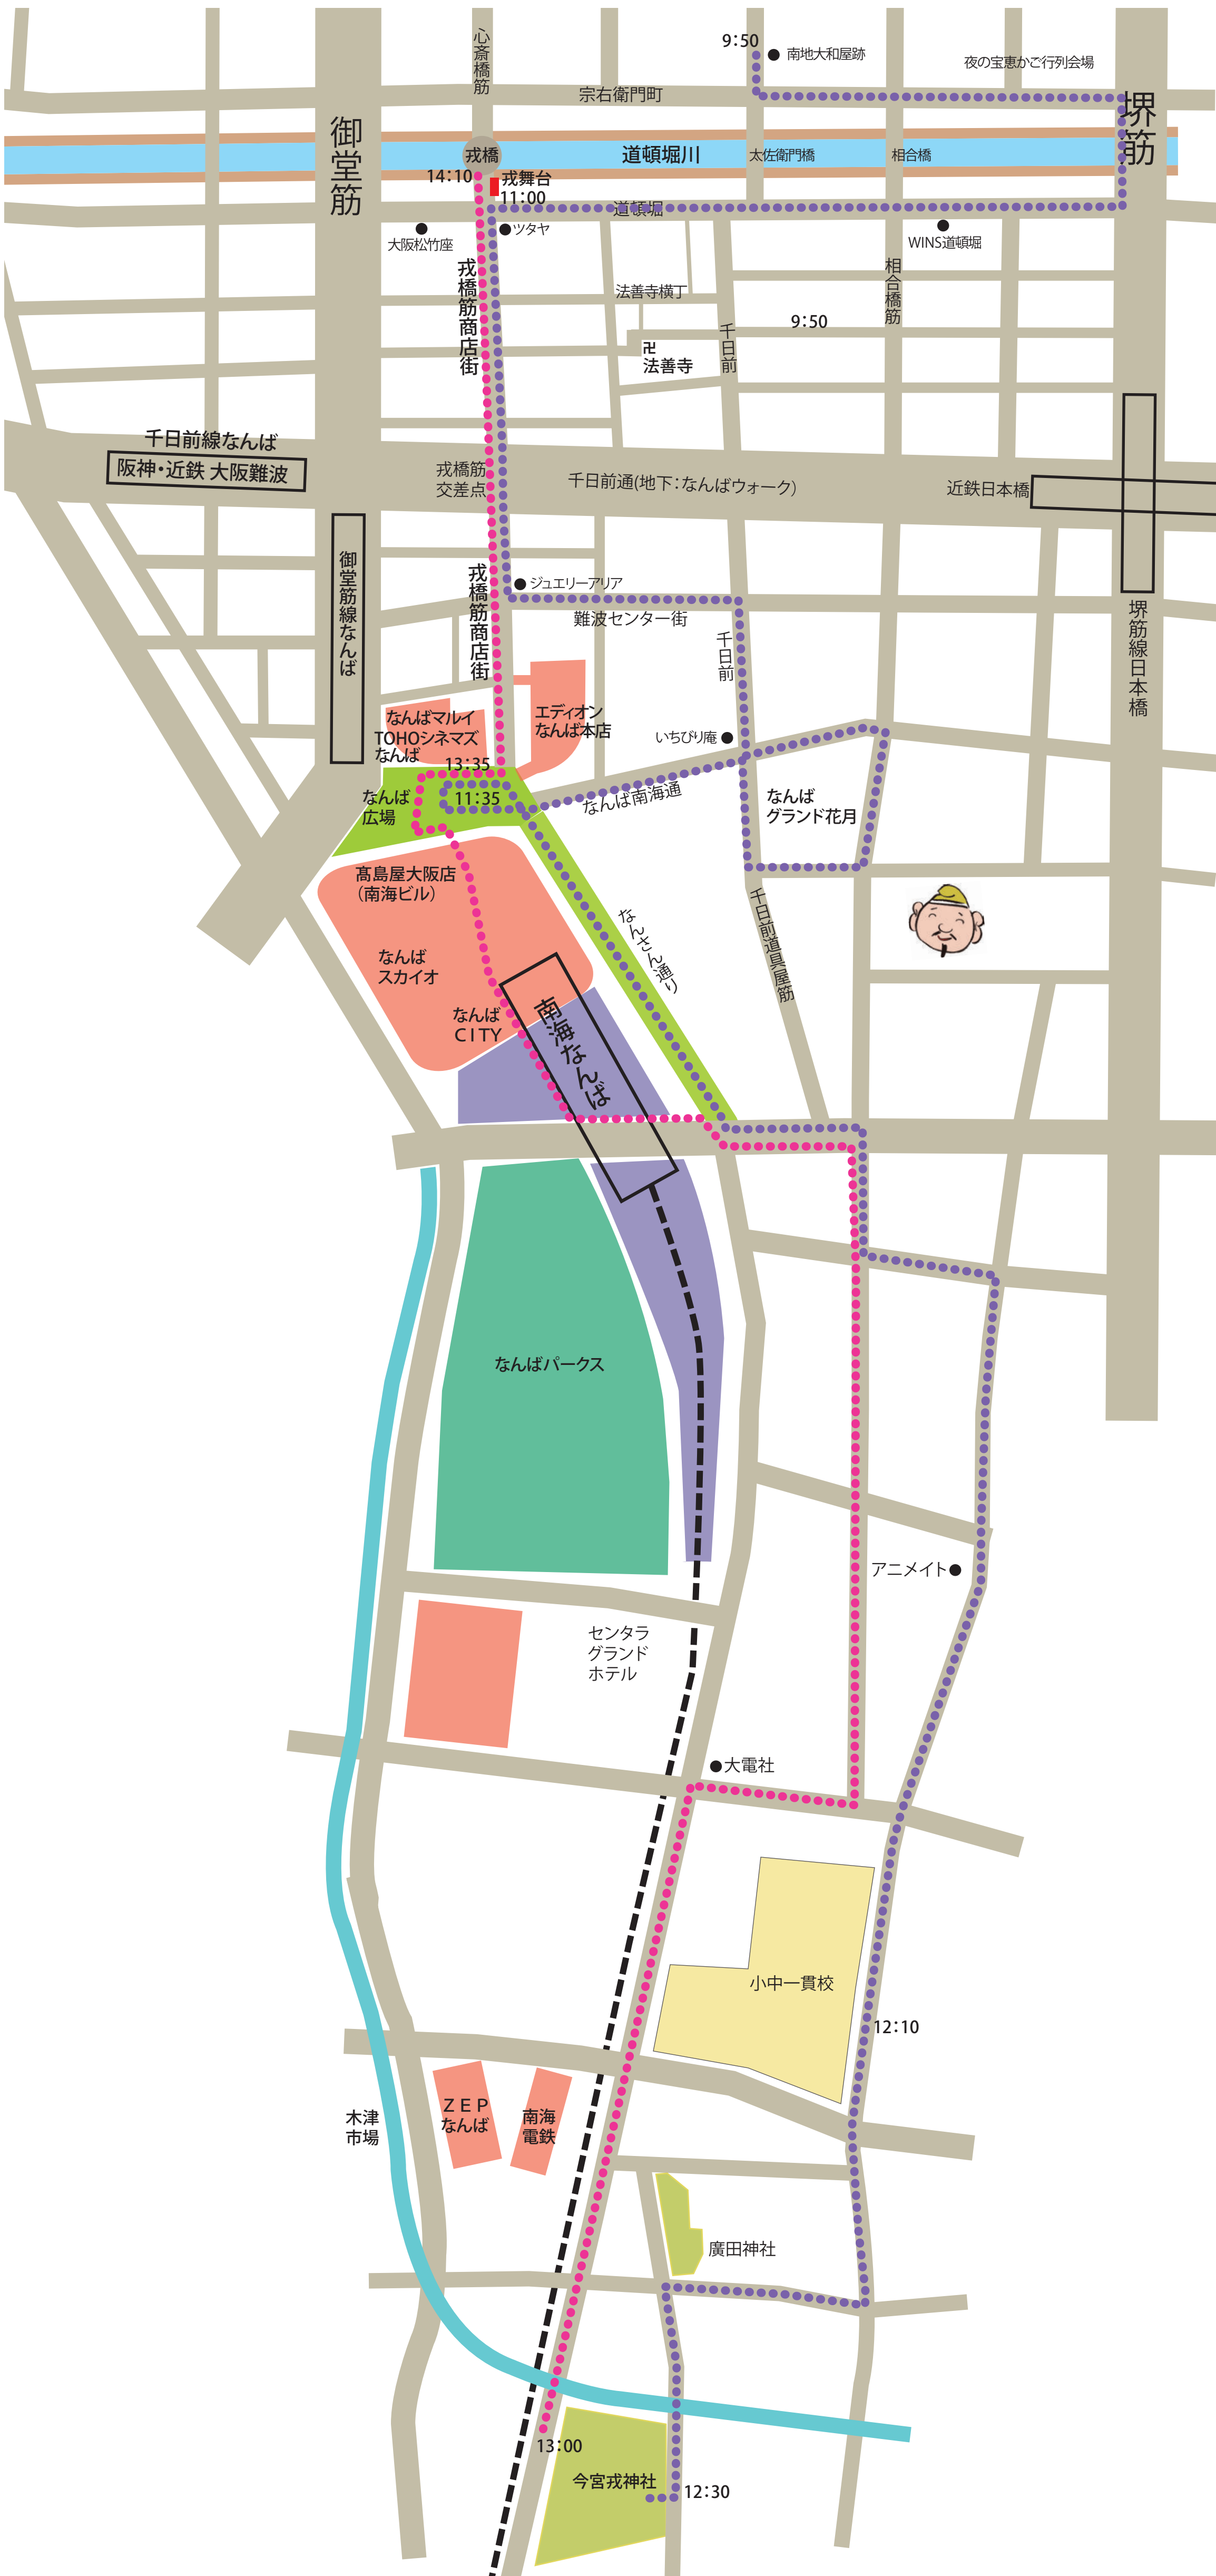 心斎橋筋
9:50
南地大和屋跡
夜の宝恵かご行列会場
宗右衛門町
堺筋
御堂筋
戎橋
道頓堀川
太佐衛門橋
相合橋
14:10
戎舞台
11:00
道頓堀
ツタヤ
大阪松竹座
WINS道頓堀
戎橋筋商店街
相合橋筋
法善寺横丁
9:50
千日前
卍
法善寺
千日前線なんば
阪神・近鉄 大阪難波
戎橋筋
交差点
千日前通(地下：なんばウォーク)
近鉄日本橋
御堂筋線なんば
戎橋筋商店街
ジュエリーアリア
難波センター街
千日前
堺筋線日本橋
なんばマルイ
TOHOシネマズ
なんば
エディオン
なんば本店
いちびり庵
13:35
11:35
なんば
広場
なんば南海通
なんば
グランド花月
髙島屋大阪店
（南海ビル）
なんさん通り
千日前道具屋筋
なんば
スカイオ
なんば
CITY
南海なんば
なんばパークス
アニメイト
センタラ
グランド
ホテル
大電社
小中一貫校
12:10
木津
市場
ZEP
なんば
南海
電鉄
廣田神社
13:00
今宮戎神社
12:30